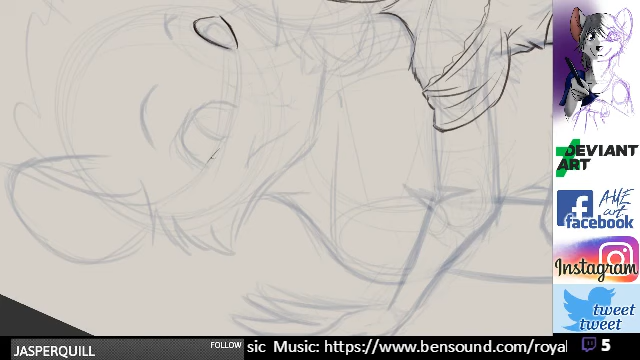 DEVIANT
ART
AHE
art
facebook
Instagram
tweet
tweet
JASPERQUILL
FOLLOW
sic Music: https://www.bensound.com/royal
5